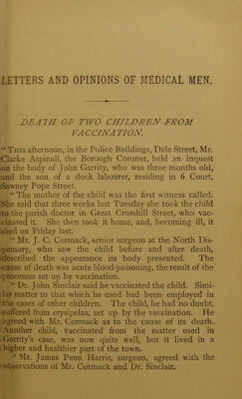 LETTERS AND OPINIONS OF MEDICAL MEN.
DEATH OF TWO CHILDREN FROM
VACCINATION.
"THIS afternoon, in the Police Buildings, Dale Street, Mr.
Clarke Aspinall, the Borough Coroner, held an inquest
on the body of John Garrity, who was three months old,
and the son of a dock labourer, residing in 6 Court,
Sawney Pope Street.
"The mother of the child was the first witness called.
She said that three weeks last Tuesday she took the child
to the parish doctor in Great Crosshill Street, who vac-
cinated it. She then took it home, and, becoming ill, it
died on Friday last.
"Mr. J. C. Cormack, senior surgeon at the North Dis-
pensary, who saw the child before and after death,
described the appearance its body presented. The
cause of death was acute blood-poisoning, the result of the
processes set up by vaccination.
"Dr. John Sinclair said he vaccinated the child. Simi-
lar matter to that which he used had been employed in
the cases of other children. The child, he had no doubt,
suffered from erysipelas, set up by the vaccination. He
agreed with Mr. Cormack as to the cause of its death.
Another child, vaccinated from the matter used in
Garrity's case, was now quite well, but it lived in a
higher and healthier part of the town.
"Mr. James Penn Harris, surgeon, agreed with the
observations of Mr. Cormack and Dr. Sinclair.